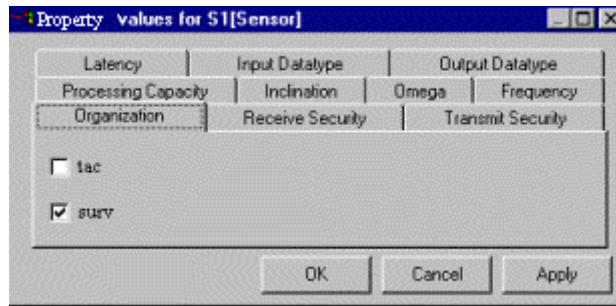 Property values for S1[Sensor]
Latency Input Datatype Output Datatype
Processing Capacity Inclination Omega Frequency
Organization Receive Security Transmit Security
tac
surv
OK Cancel Apply